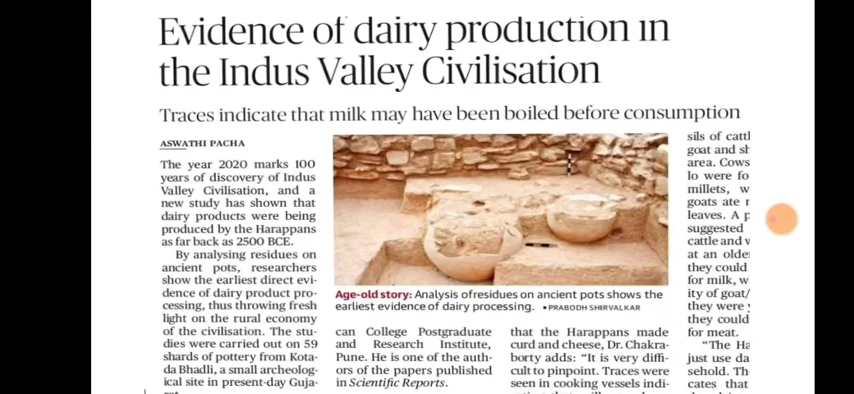 Evidence of dairy production in
the Indus Valley Civilisation
Traces indicate that milk may have been boiled before consumption
ASWATHI PACHA
The year 2020 marks 100
years of discovery of Indus
Valley Civilisation, and a
new study has shown that
dairy products were being
produced by the Harappans
as far back as 2500 BCE.
By analysing residues on
ancient pots, researchers
show the earliest direct evi-
dence of dairy product pro-
cessing, thus throwing fresh
light on the rural economy
of the civilisation. The stu-
dies were carried out on 59
shards of pottery from Kota-
da Bhadli, a small archeolog-
ical site in present-day Guja-
Age-old story: Analysis of residues on ancient pots shows the
earliest evidence of dairy processing. • PRABODH SHIRVALKAR
can College Postgraduate
and Research Institute,
Pune. He is one of the auth-
ors of the papers published
in Scientific Reports.
that the Harappans made
curd and cheese, Dr. Chakra-
borty adds: “It is very diffi-
cult to pinpoint. Traces were
seen in cooking vessels indi-
sils of
goat and
area. Cows
lo were
millets,
goats ate
leaves. A
suggested
cattle and
at an
they could
for milk,
ity of goat/
they were
they could
for meat.
“The
just use
sehold.
cates that